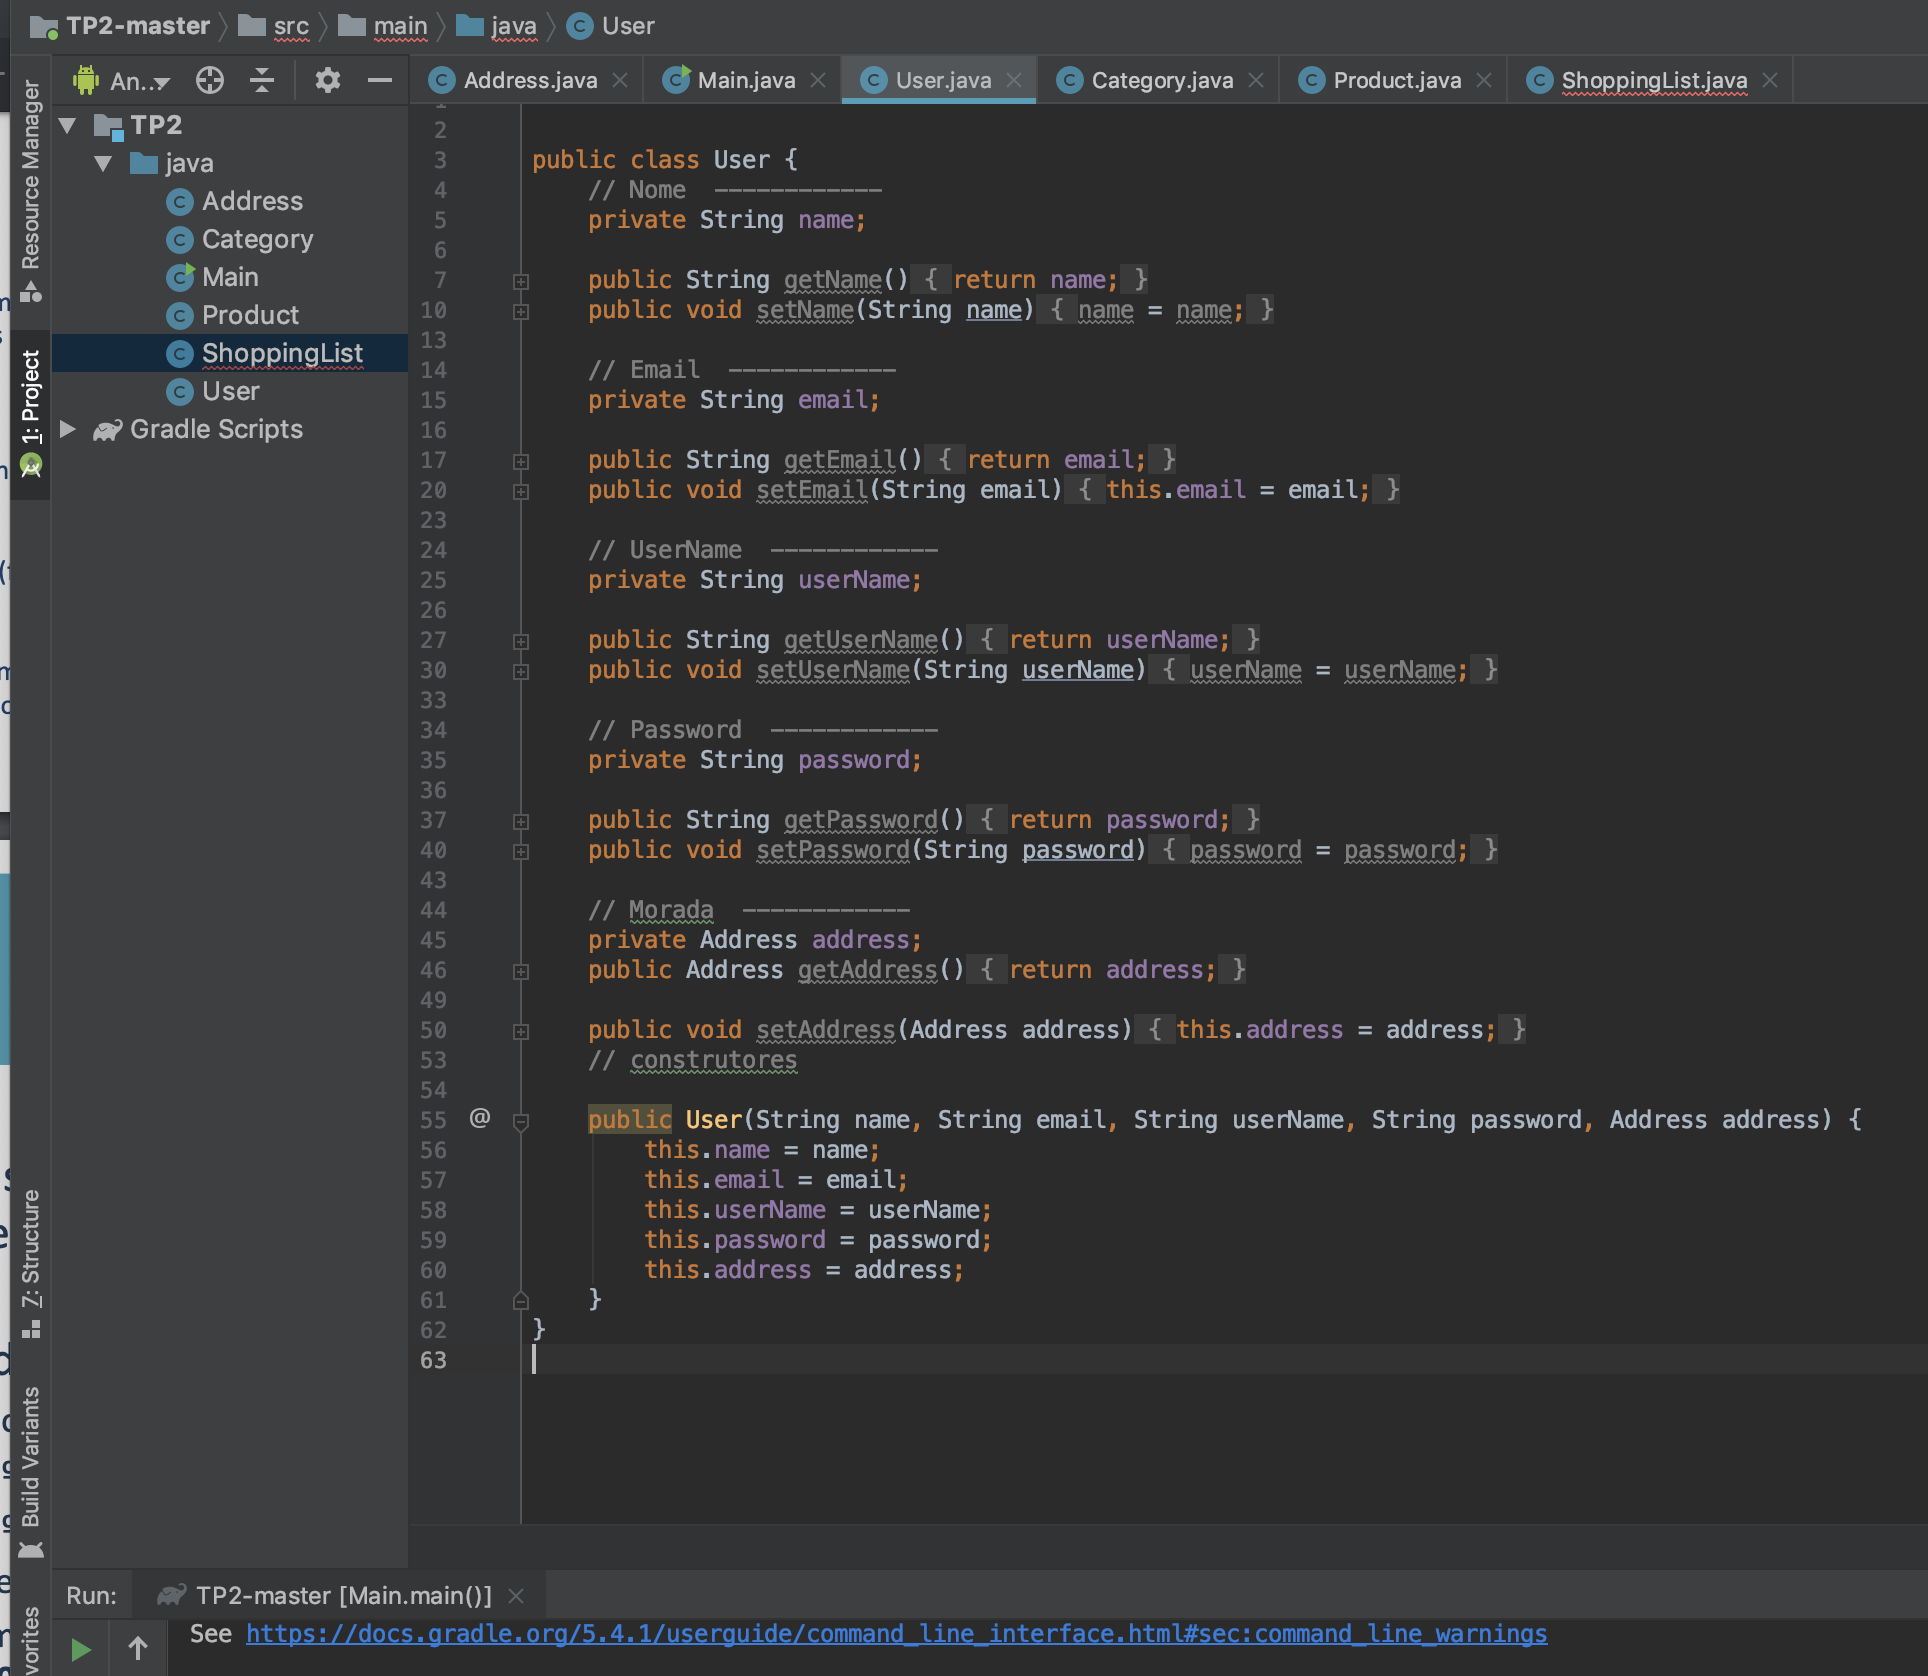 TP2-master src main java User
An... Address.java Main.java User.java Category.java Product.java ShoppingList.java
Resource Manager
1: Project
7: Structure
Build Variants
TP2
java
Address
Category
Main
Product
ShoppingList
User
Gradle Scripts
2
3 public class User {
4 // Nome ------------
5 private String name;
6
7 public String getName() { return name; }
10 public void setName(String name) { name = name; }
13
14 // Email ------------
15 private String email;
16
17 public String getEmail() { return email; }
20 public void setEmail(String email) { this.email = email; }
23
24 // UserName ------------
25 private String userName;
26
27 public String getUserName() { return userName; }
30 public void setUserName(String userName) { userName = userName; }
33
34 // Password ------------
35 private String password;
36
37 public String getPassword() { return password; }
40 public void setPassword(String password) { password = password; }
43
44 // Morada ------------
45 private Address address;
46 public Address getAddress() { return address; }
49
50 public void setAddress(Address address) { this.address = address; }
53 // construtores
54
55 @ public User(String name, String email, String userName, String password, Address address) {
56 this.name = name;
57 this.email = email;
58 this.userName = userName;
59 this.password = password;
60 this.address = address;
61 }
62 }
63
Run: TP2-master [Main.main()]
See https://docs.gradle.org/5.4.1/userguide/command_line_interface.html#sec:command_line_warnings